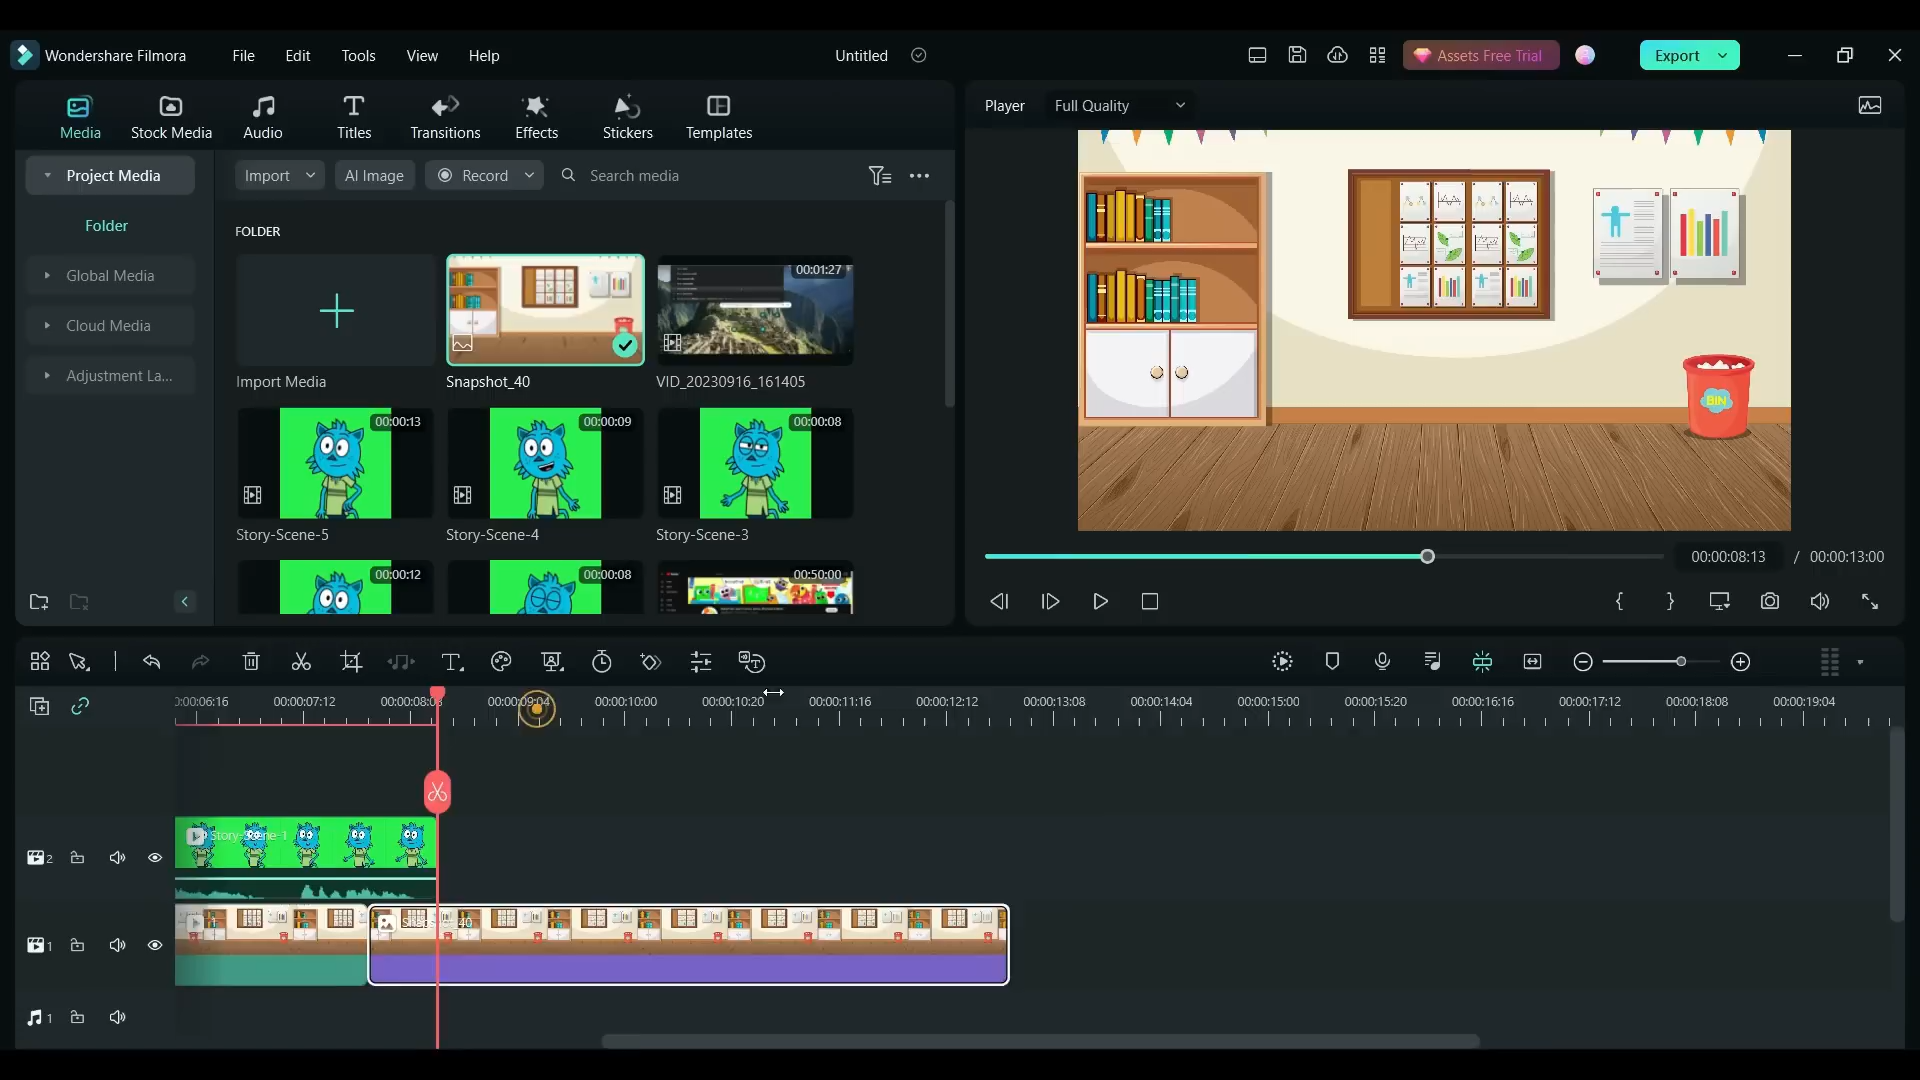 Wondershare Filmora File Edit Tools View Help Untitled Assets Free Trial Export
Media Stock Media Audio Titles Transitions Effects Stickers Templates
Player Full Quality
Project Media
Folder
Global Media
Cloud Media
Adjustment La...
Import AI Image Record Search media
FOLDER
00:01:27
Import Media Snapshot_40 VID_20230916_161405
00:00:13 00:00:09 00:00:08
Story-Scene-5 Story-Scene-4 Story-Scene-3
00:00:12 00:00:08 00:50:00
BIN
00:00:08:13 / 00:00:13:00
00:00:07:12 00:00:09:04 00:00:10:00 00:00:10:20 00:00:11:16 00:00:12:12 00:00:13:08 00:00:14:04 00:00:15:00 00:00:15:20 00:00:16:16 00:00:17:12 00:00:18:08 00:00:19:04
2
1
1